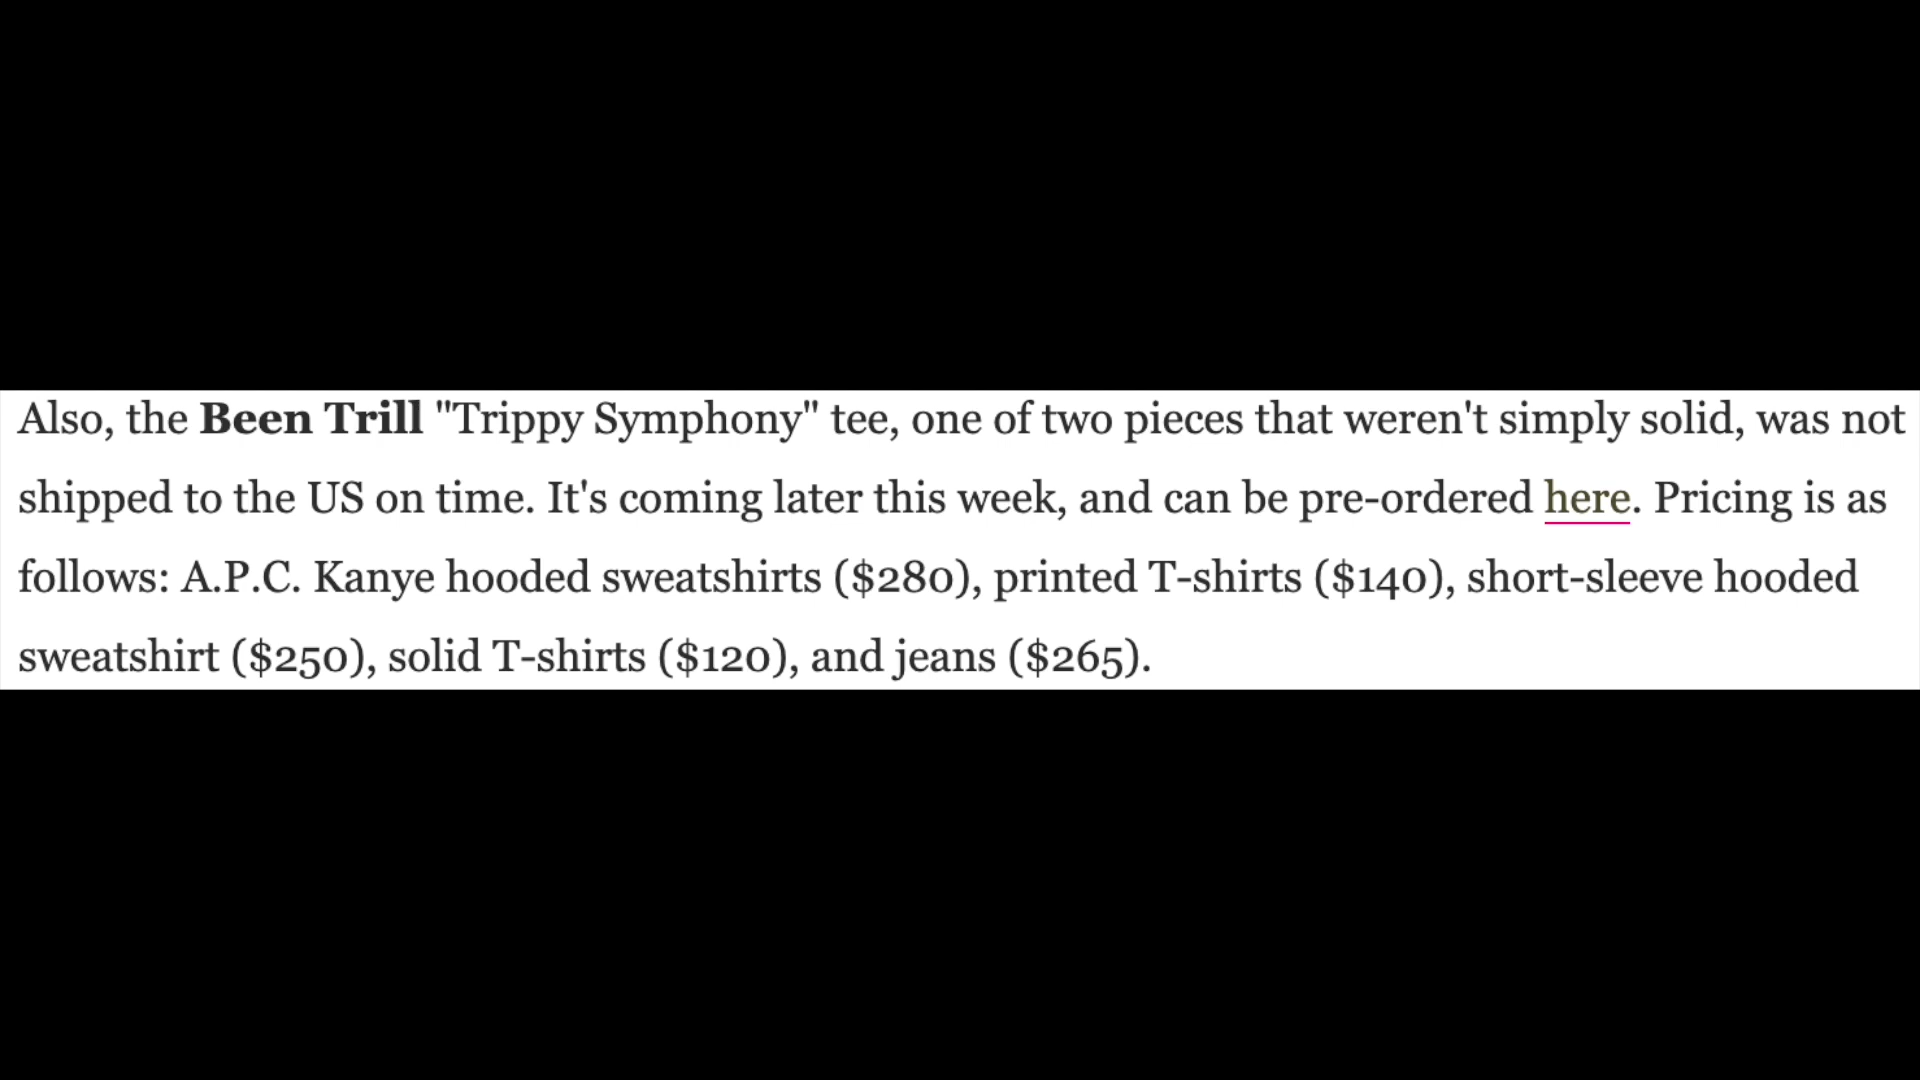 Also, the Been Trill "Trippy Symphony" tee, one of two pieces that weren't simply solid, was not
shipped to the US on time. It's coming later this week, and can be pre-ordered here. Pricing is as
follows: A.P.C. Kanye hooded sweatshirts ($280), printed T-shirts ($140), short-sleeve hooded
sweatshirt ($250), solid T-shirts ($120), and jeans ($265).